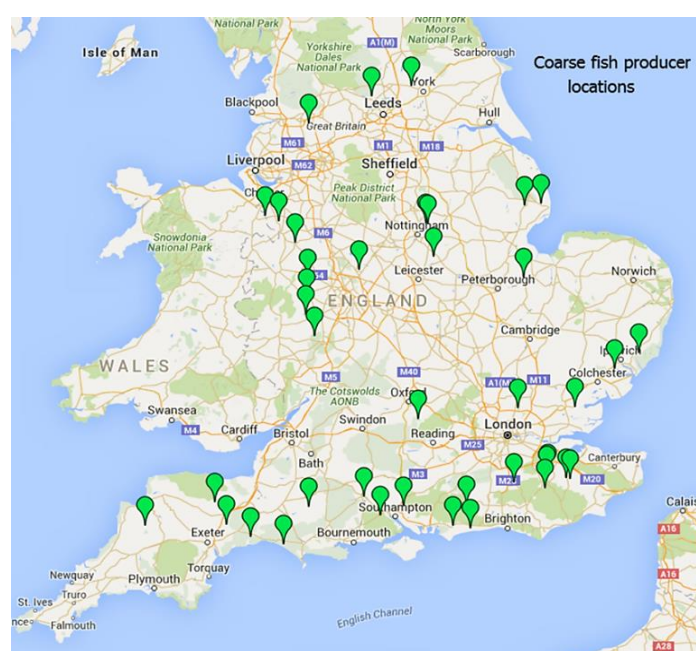 National Park
North York
Moors
National Park
Isle of Man
A1(M)
Scarborough
Yorkshire
Dales
National Park
Coarse fish producer
locations
York
Blackpool
Leeds
Hull
Great Britain
M61
M1
M18
Liverpool
M62
Sheffield
Peak District
National Park
Snowdonia
National Park
M6
Nottingham
Leicester
Peterborough
Norwich
ENGLAND
Cambridge
WALES
M5
M40
A1(M)
M11
Colchester
The Cotswolds
AONB
Swansea
M4
Cardiff
Swindon
Bristol
Reading
London
M25
Bath
M3
Canterbury
M20
Southampton
Calais
Exeter
Bournemouth
Brighton
A16
Torquay
Newquay
Plymouth
A16
Truro
St. Ives
Falmouth
English Channel
A28